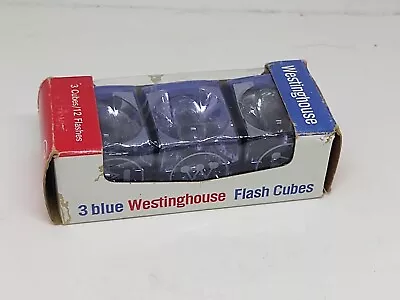 3 Cubes/12 Flashes
Westinghouse
3 blue Westinghouse Flash Cubes